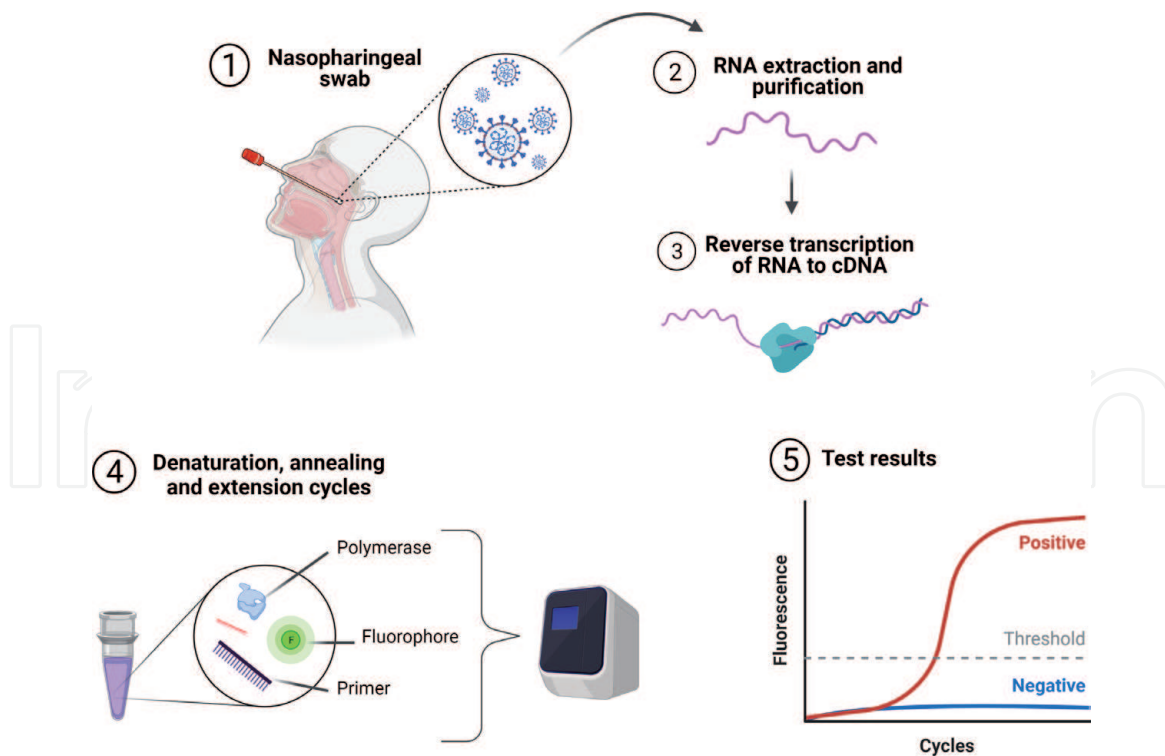 1
Nasopharingeal
swab
2
RNA extraction and
purification
3
Reverse transcription
of RNA to cDNA
4
Denaturation, annealing
and extension cycles
Polymerase
Fluorophore
F
Primer
5
Test results
Fluorescence
Positive
Threshold
Negative
Cycles